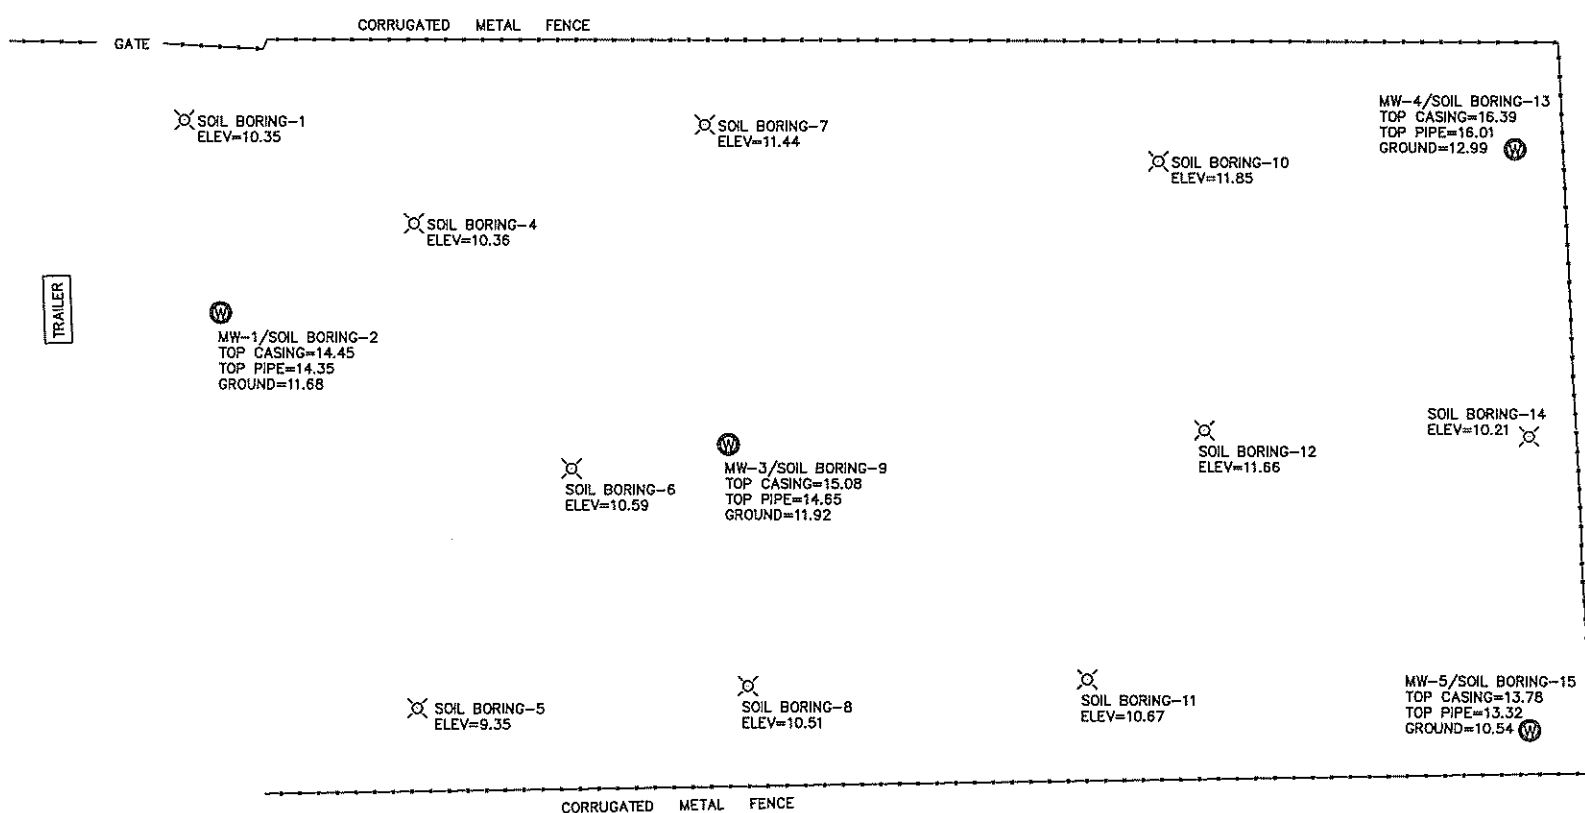 CORRUGATED METAL FENCE
GATE
SOIL BORING-1
ELEV=10.35
SOIL BORING-7
ELEV=11.44
MW-4/SOIL BORING-13
TOP CASING=16.39
TOP PIPE=16.01
GROUND=12.99
W
SOIL BORING-10
ELEV=11.85
SOIL BORING-4
ELEV=10.36
TRAILER
W
MW-1/SOIL BORING-2
TOP CASING=14.45
TOP PIPE=14.35
GROUND=11.68
SOIL BORING-14
ELEV=10.21
W
MW-3/SOIL BORING-9
TOP CASING=15.08
TOP PIPE=14.65
GROUND=11.92
SOIL BORING-12
ELEV=11.66
SOIL BORING-6
ELEV=10.59
SOIL BORING-5
ELEV=9.35
SOIL BORING-8
ELEV=10.51
SOIL BORING-11
ELEV=10.67
MW-5/SOIL BORING-15
TOP CASING=13.78
TOP PIPE=13.32
GROUND=10.54
W
CORRUGATED METAL FENCE